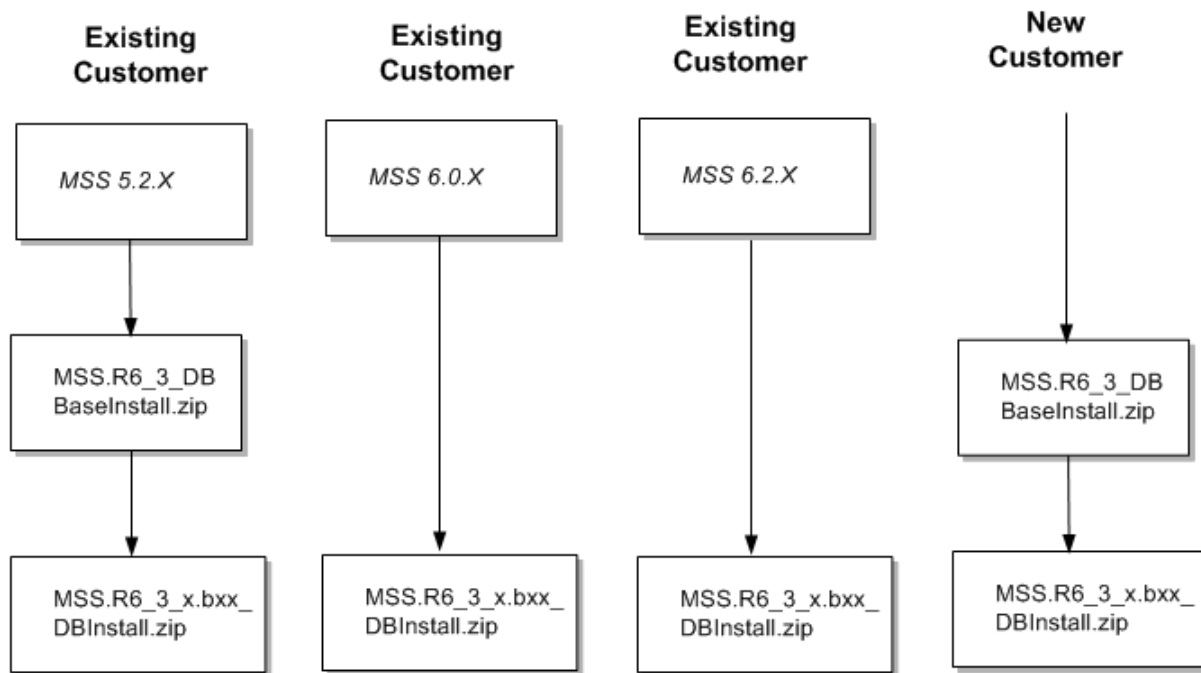 Existing
Customer
Existing
Customer
Existing
Customer
New
Customer
MSS 5.2.X
MSS 6.0.X
MSS 6.2.X
MSS.R6_3_DB
BaseInstall.zip
MSS.R6_3_DB
BaseInstall.zip
MSS.R6_3_x.bxx_
DBInstall.zip
MSS.R6_3_x.bxx_
DBInstall.zip
MSS.R6_3_x.bxx_
DBInstall.zip
MSS.R6_3_x.bxx_
DBInstall.zip